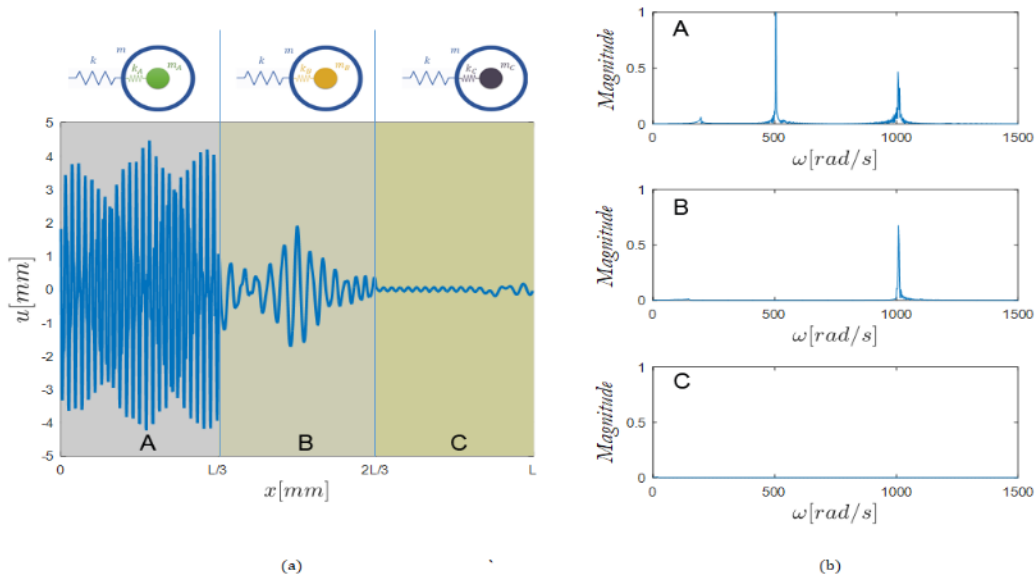 k m k_A m_A
k m k_B m_B
k m k_C m_C
5
4
3
2
1
0
-1
-2
-3
-4
-5
u[mm]
A B C
0 L/3 2L/3 L
x[mm]
(a)
A
Magnitude
1
0.5
0
0 500 1000 1500
ω[rad/s]
B
Magnitude
1
0.5
0
0 500 1000 1500
ω[rad/s]
C
Magnitude
1
0.5
0
0 500 1000 1500
ω[rad/s]
(b)